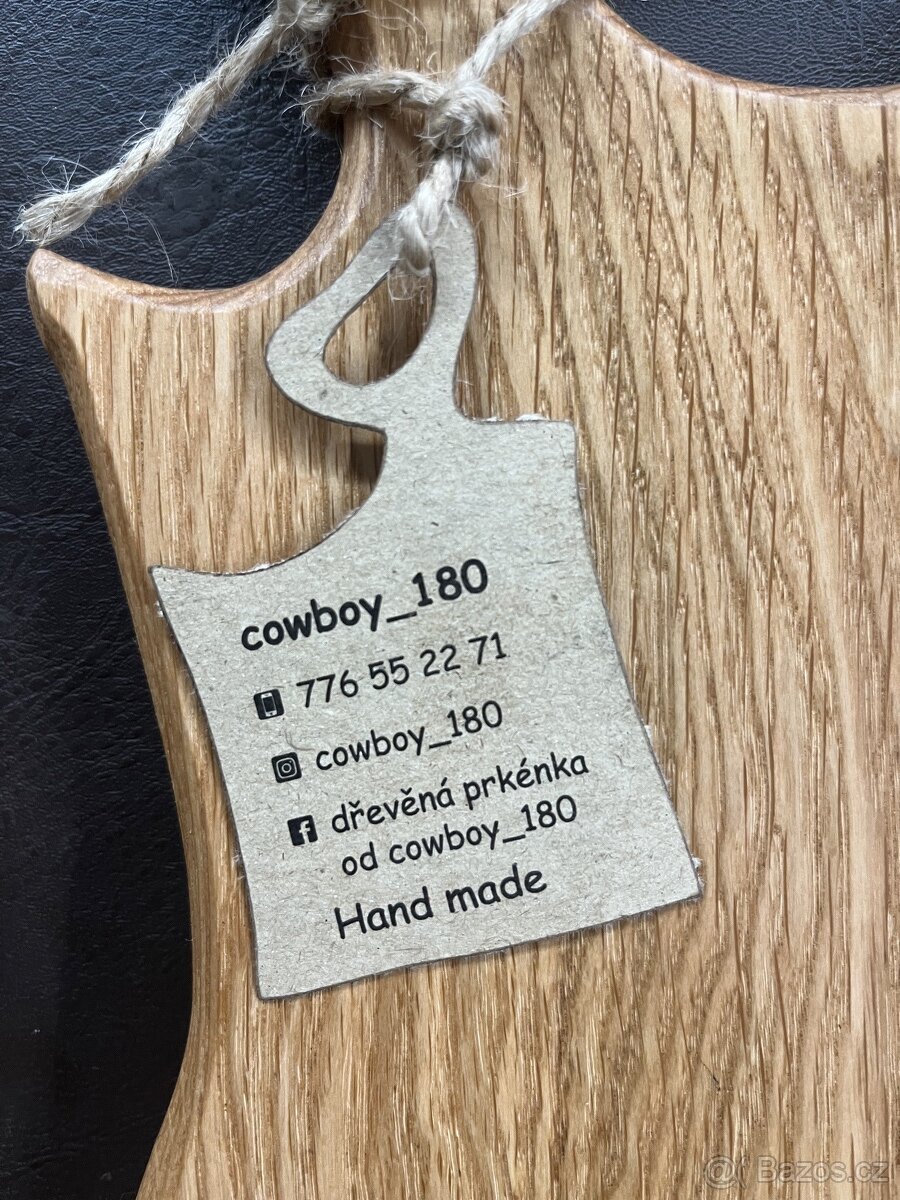 cowboy_180
776 55 22 71
cowboy_180
dřevěná prkénka
od cowboy_180
Hand made
@ Bazos.cz